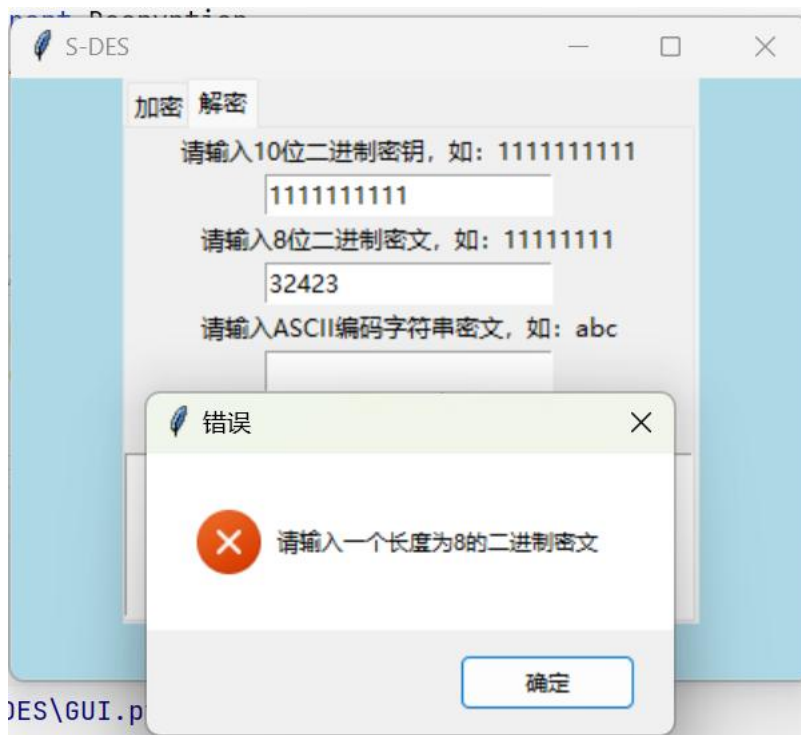 S-DES
加密 解密
请输入10位二进制密钥，如：1111111111
1111111111
请输入8位二进制密文，如：11111111
32423
请输入ASCII编码字符串密文，如：abc
错误
请输入一个长度为8的二进制密文
确定
DES\GUI.p